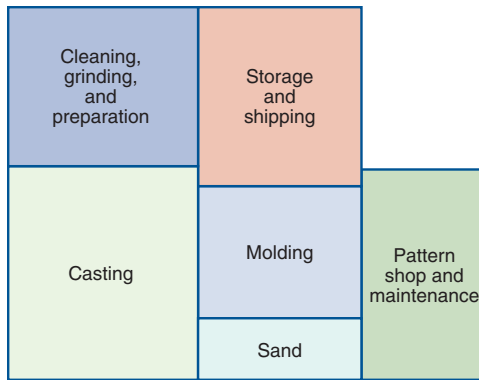 Cleaning,
grinding,
and
preparation
Storage
and
shipping
Casting
Molding
Pattern
shop and
maintenance
Sand